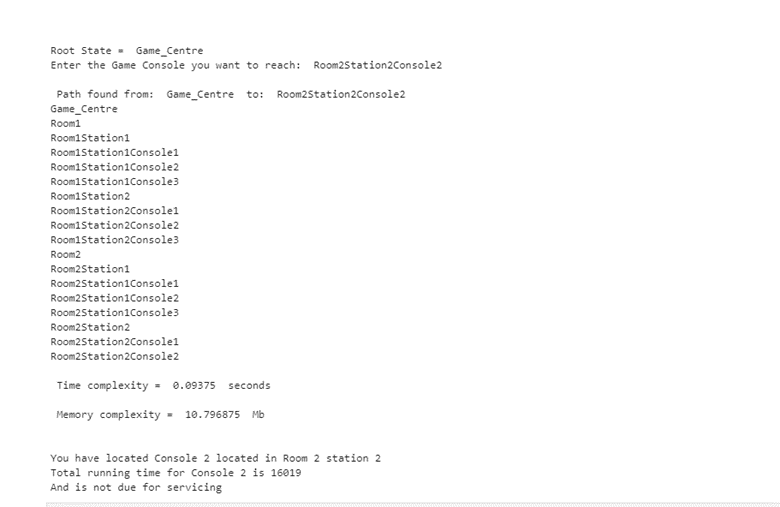 Root State =  Game_Centre
Enter the Game Console you want to reach:  Room2Station2Console2
Path found from:  Game_Centre  to:  Room2Station2Console2
Game_Centre
Room1
Room1Station1
Room1Station1Console1
Room1Station1Console2
Room1Station1Console3
Room1Station2
Room1Station2Console1
Room1Station2Console2
Room1Station2Console3
Room2
Room2Station1
Room2Station1Console1
Room2Station1Console2
Room2Station1Console3
Room2Station2
Room2Station2Console1
Room2Station2Console2
Time complexity =  0.09375  seconds
Memory complexity =  10.796875  Mb
You have located Console 2 located in Room 2 station 2
Total running time for Console 2 is 16019
And is not due for servicing